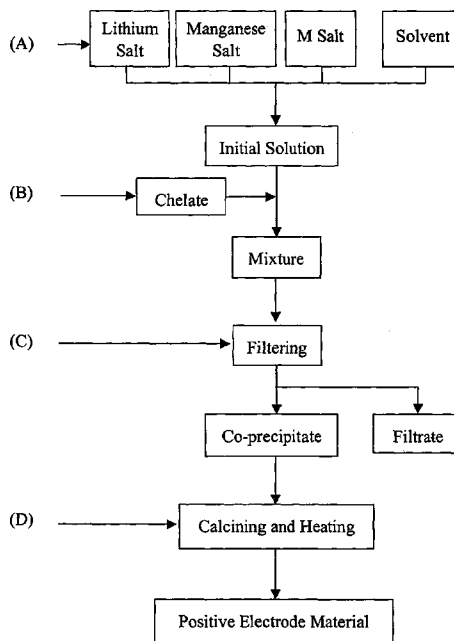 (A)
Lithium
Salt
Manganese
Salt
M Salt
Solvent
Initial Solution
(B)
Chelate
Mixture
(C)
Filtering
Co-precipitate
Filtrate
(D)
Calcining and Heating
Positive Electrode Material